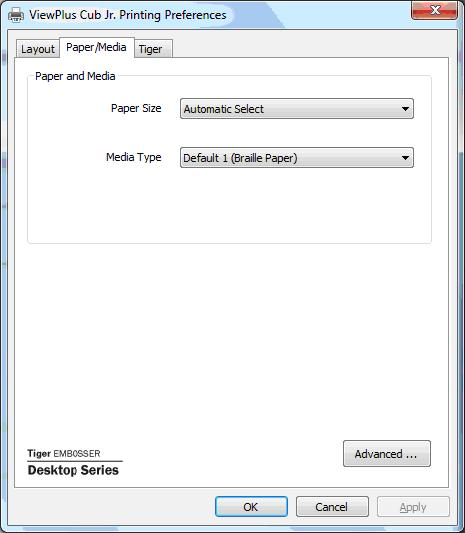 ViewPlus Cub Jr. Printing Preferences
Layout Paper/Media Tiger
Paper and Media
Paper Size Automatic Select
Media Type Default 1 (Braille Paper)
Tiger EMBOSSER
Desktop Series
Advanced ...
OK Cancel Apply